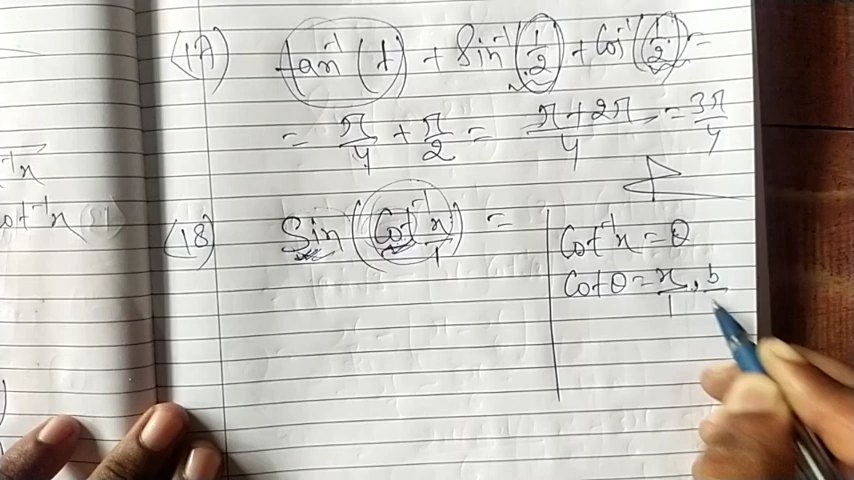 (17) tan⁻¹(1) + Sin⁻¹(1/2) + Cos⁻¹(1/2) =
= π/4 + π/2 = π+2π/4 = 3π/4
(18) Sin(Cot⁻¹x/1) =
Cot⁻¹x = θ
Cotθ = x/1, b